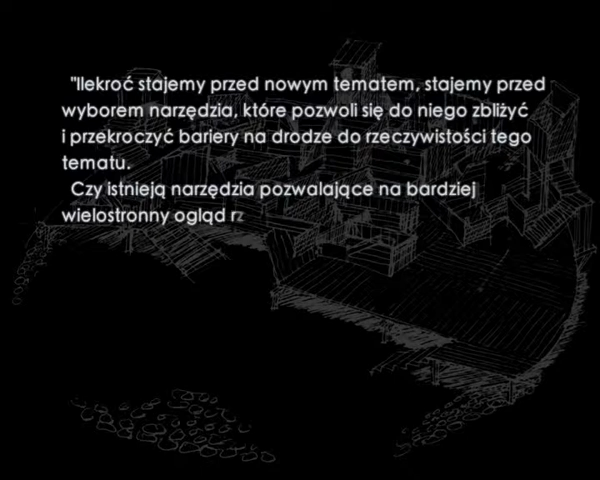 "Ilekroć stajemy przed nowym tematem, stajemy przed
wyborem narzędzia, które pozwoli się do niego zbliżyć
i przekroczyć bariery na drodze do rzeczywistości tego
tematu.
Czy istnieją narzędzia pozwalające na bardziej
wielostronny ogląd rz